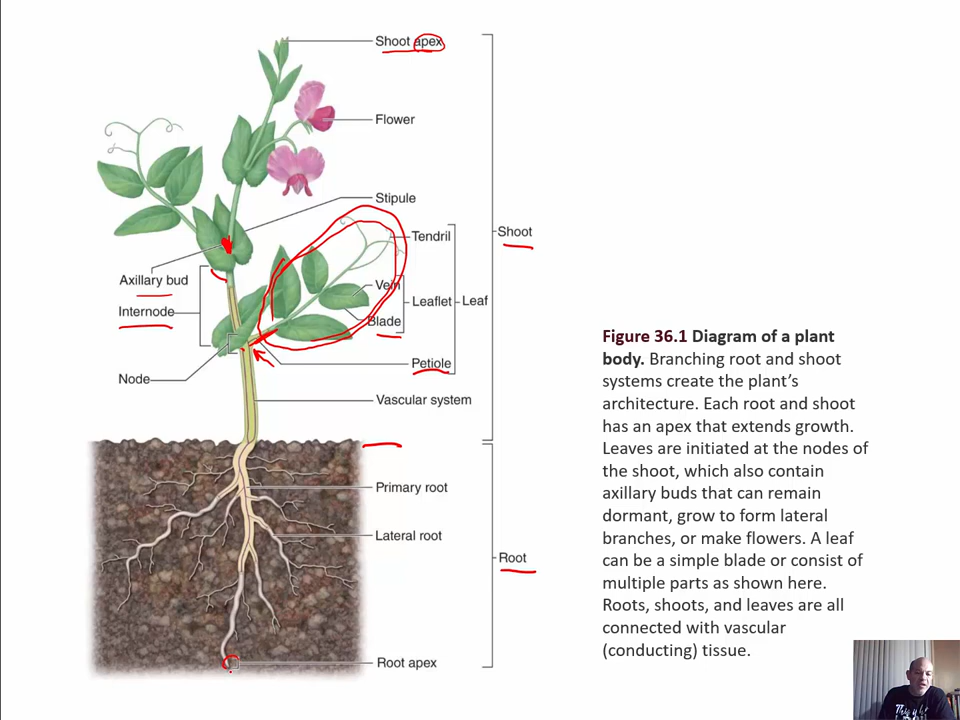 Shoot apex
Flower
Stipule
Tendril
Shoot
Axillary bud
Vein
Leaflet
Leaf
Internode
Blade
Petiole
Node
Vascular system
Primary root
Lateral root
Root
Root apex
Figure 36.1 Diagram of a plant
body. Branching root and shoot
systems create the plant’s
architecture. Each root and shoot
has an apex that extends growth.
Leaves are initiated at the nodes of
the shoot, which also contain
axillary buds that can remain
dormant, grow to form lateral
branches, or make flowers. A leaf
can be a simple blade or consist of
multiple parts as shown here.
Roots, shoots, and leaves are all
connected with vascular
(conducting) tissue.